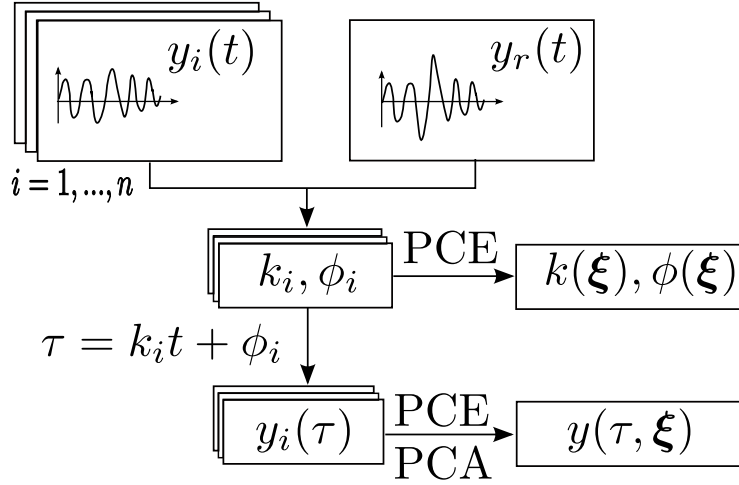 y_i(t)
y_r(t)
i = 1, ..., n
k_i, ϕ_i
PCE
k(ξ), ϕ(ξ)
τ = k_i t + ϕ_i
y_i(τ)
PCE
PCA
y(τ, ξ)